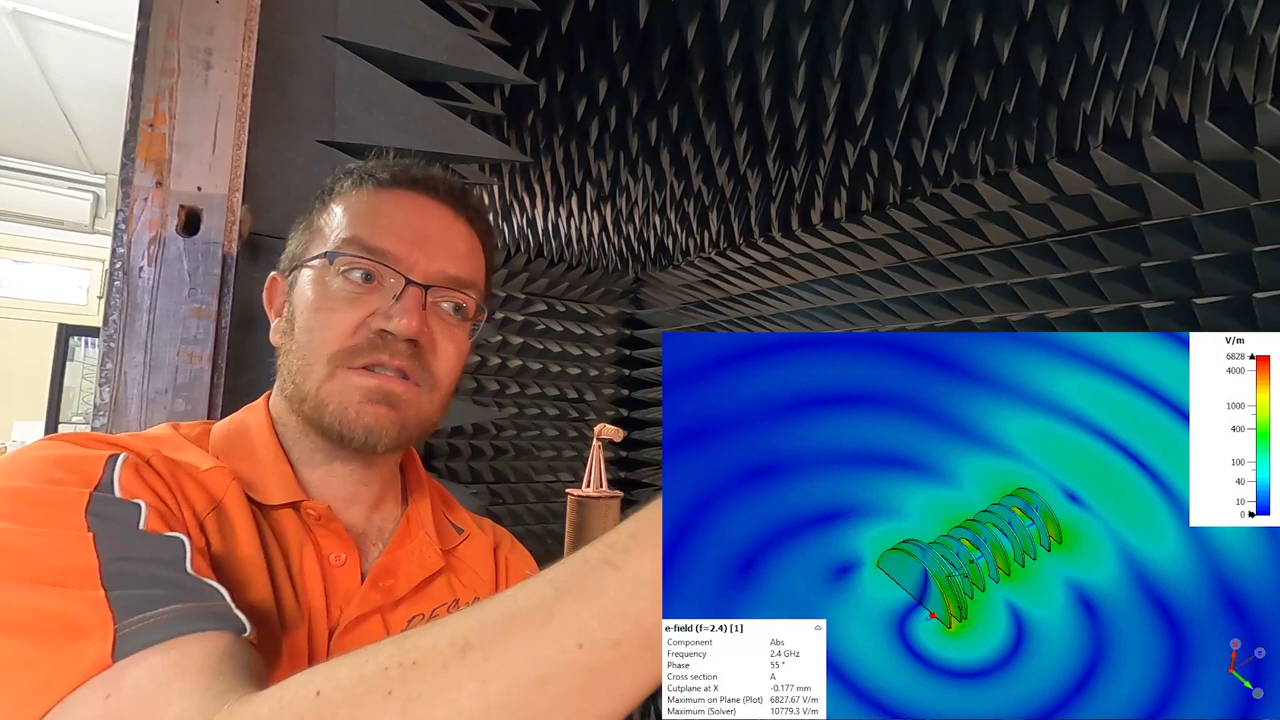 V/m
6828
4000
1000
400
100
40
10
0
e-field (f=2.4) [1]
Component Abs
Frequency 2.4 GHz
Phase 55 °
Cross section A
Cutplane at X -0.177 mm
Maximum on Plane (Plot) 6827.67 V/m
Maximum (Solver) 10779.3 V/m